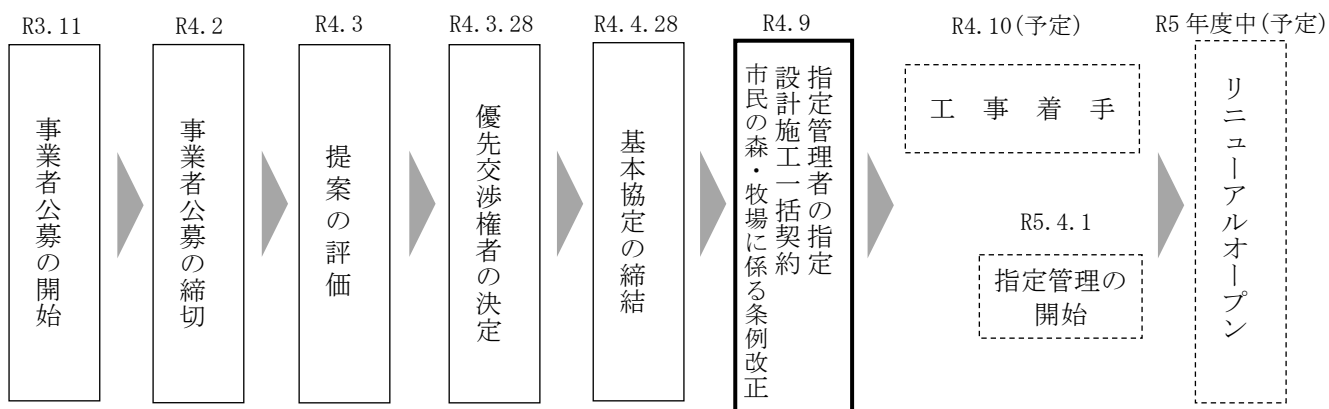 R3.11
事業者公募の開始
R4.2
事業者公募の締切
R4.3
提案の評価
R4.3.28
優先交渉権者の決定
R4.4.28
基本協定の締結
R4.9
指定管理者の指定
設計施工一括契約
市民の森・牧場に係る条例改正
R4.10(予定)
工事着手
R5.4.1
指定管理の
開始
R5年度中(予定)
リニューアルオープン